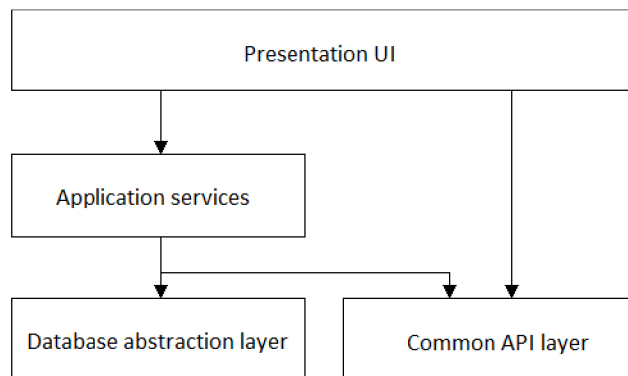 Presentation UI
Application services
Database abstraction layer
Common API layer